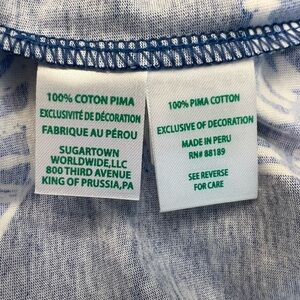 100% COTON PIMA
EXCLUSIVITÉ DE DÉCORATION
FABRIQUE AU PÉROU
SUGARTOWN
WORLDWIDE,LLC
800 THIRD AVENUE
KING OF PRUSSIA,PA
100% PIMA COTTON
EXCLUSIVE OF DECORATION
MADE IN PERU
RN# 88189
SEE REVERSE
FOR CARE